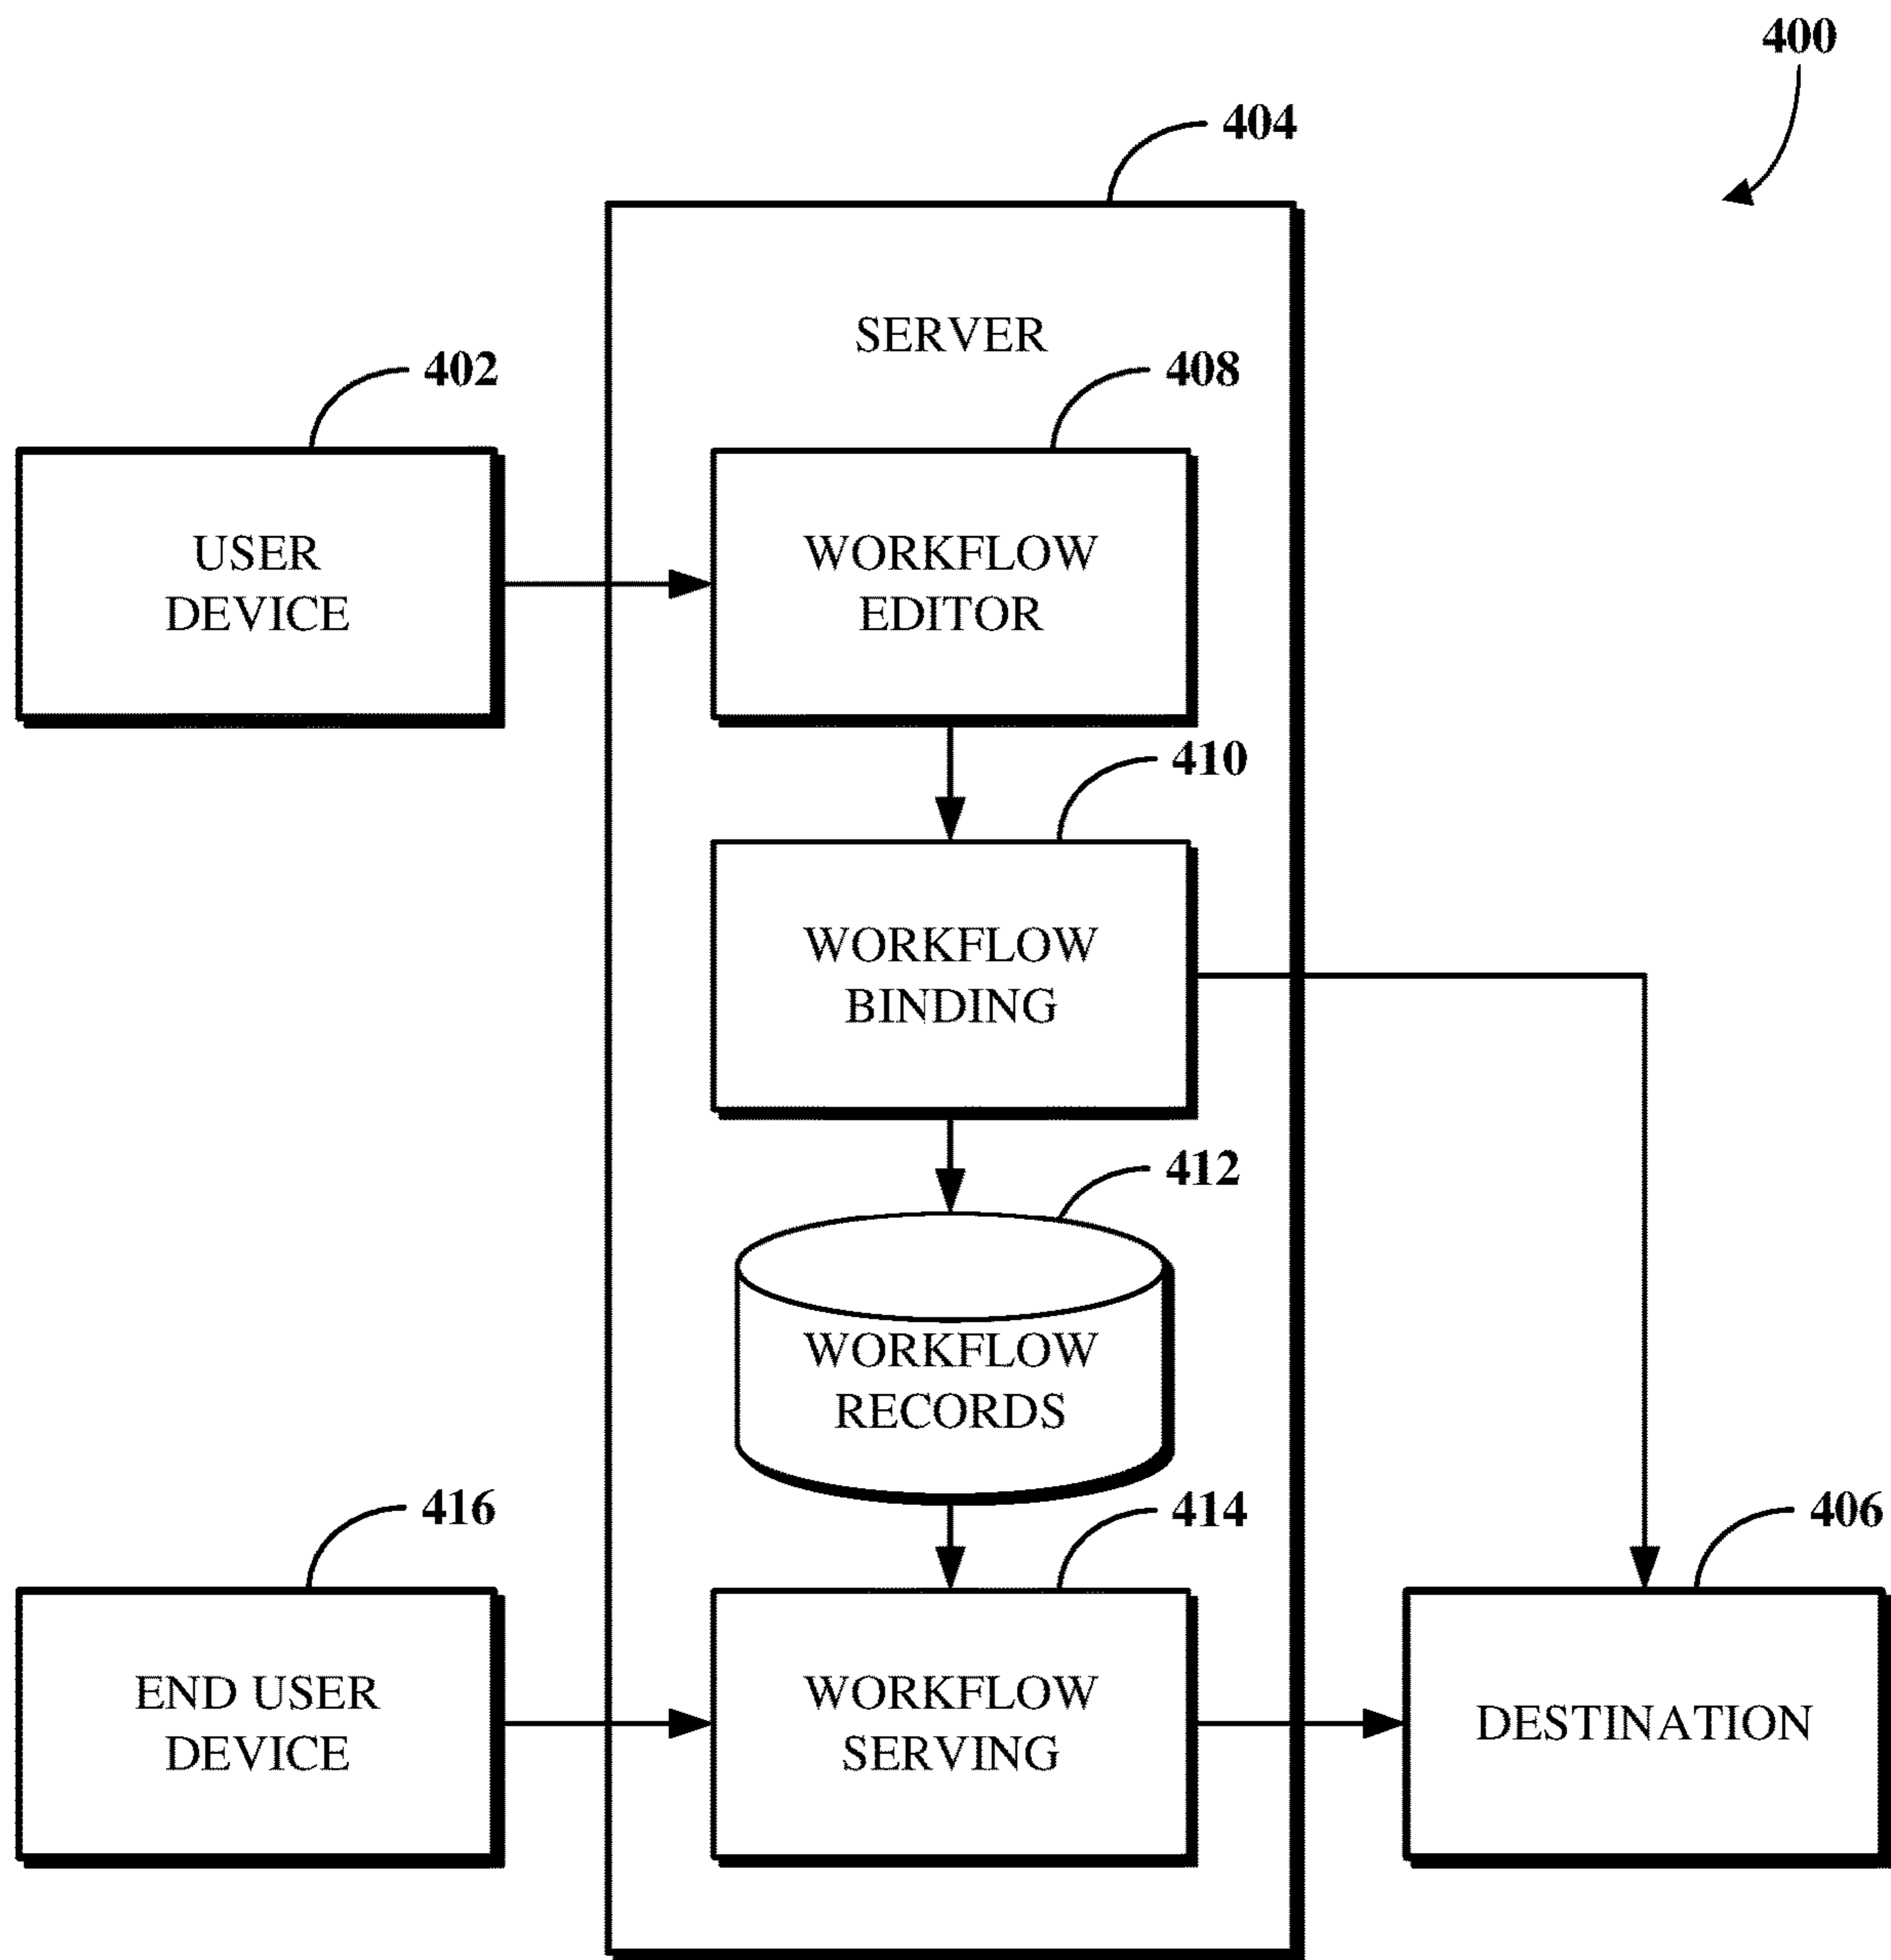 400
404
SERVER
402
408
USER
DEVICE
WORKFLOW
EDITOR
410
WORKFLOW
BINDING
412
WORKFLOW
RECORDS
416
414
406
END USER
DEVICE
WORKFLOW
SERVING
DESTINATION